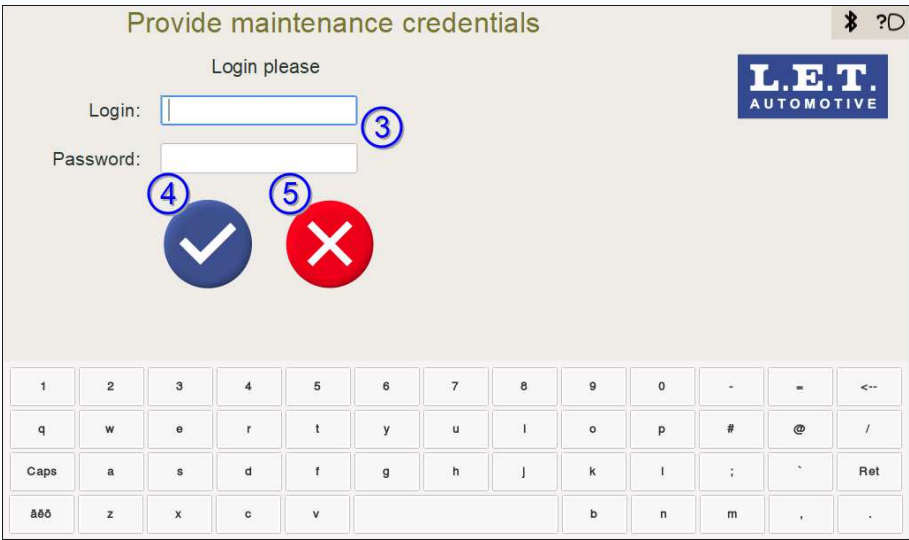 Provide maintenance credentials
?
Login please
L.E.T.
AUTOMOTIVE
Login:
3
Password:
4 5
1 2 3 4 5 6 7 8 9 0 - = <--
q w e r t y u i o p # @ /
Caps a s d f g h j k l ; ` Ret
äëö z x c v b n m , .